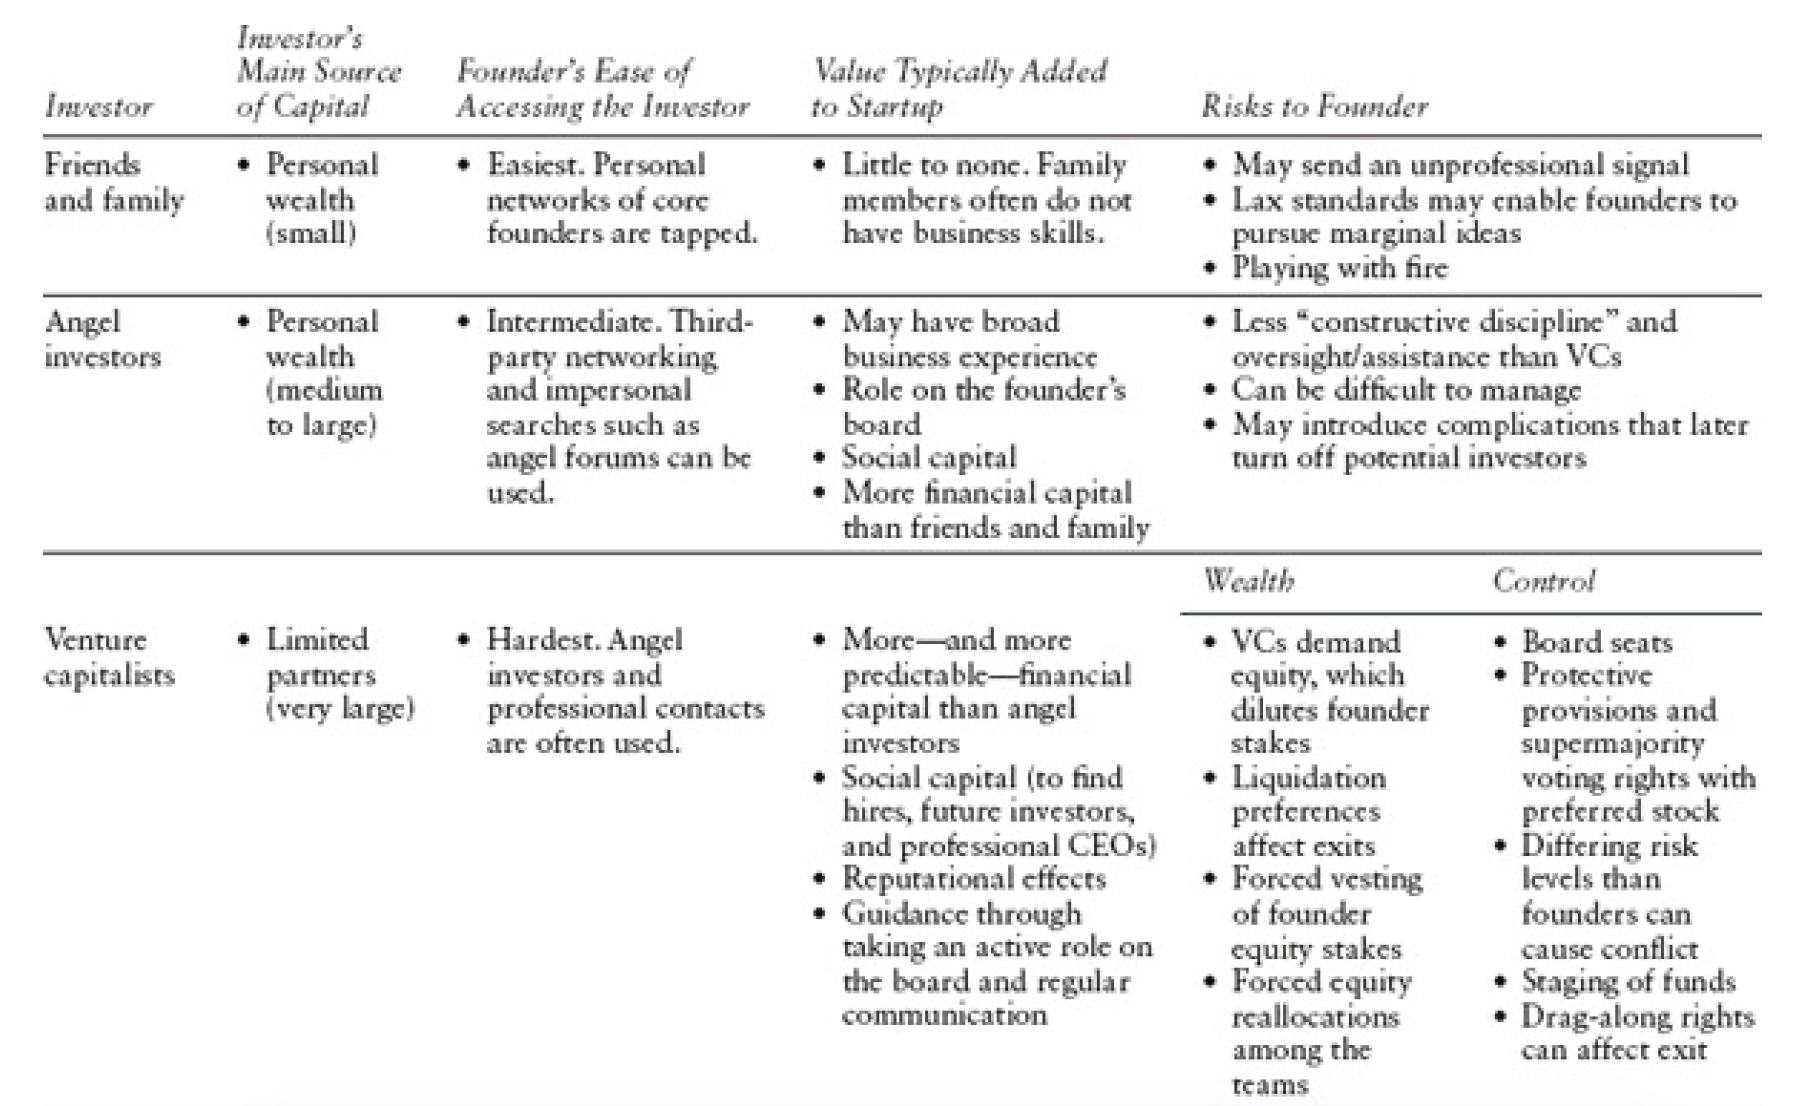 Investor
Investor's
Main Source
of Capital
Founder's Ease of
Accessing the Investor
Value Typically Added
to Startup
Risks to Founder
Friends
and family
• Personal
wealth
(small)
• Easiest. Personal
networks of core
founders are tapped.
• Little to none. Family
members often do not
have business skills.
• May send an unprofessional signal
• Lax standards may enable founders to
pursue marginal ideas
• Playing with fire
Angel
investors
• Personal
wealth
(medium
to large)
• Intermediate. Third-
party networking
and impersonal
searches such as
angel forums can be
used.
• May have broad
business experience
• Role on the founder's
board
• Social capital
• More financial capital
than friends and family
• Less “constructive discipline” and
oversight/assistance than VCs
• Can be difficult to manage
• May introduce complications that later
turn off potential investors
Wealth
Control
Venture
capitalists
• Limited
partners
(very large)
• Hardest. Angel
investors and
professional contacts
are often used.
• More—and more
predictable—financial
capital than angel
investors
• Social capital (to find
hires, future investors,
and professional CEOs)
• Reputational effects
• Guidance through
taking an active role on
the board and regular
communication
• VCs demand
equity, which
dilutes founder
stakes
• Liquidation
preferences
affect exits
• Forced vesting
of founder
equity stakes
• Forced equity
reallocations
among the
teams
• Board seats
• Protective
provisions and
supermajority
voting rights with
preferred stock
• Differing risk
levels than
founders can
cause conflict
• Staging of funds
• Drag-along rights
can affect exit